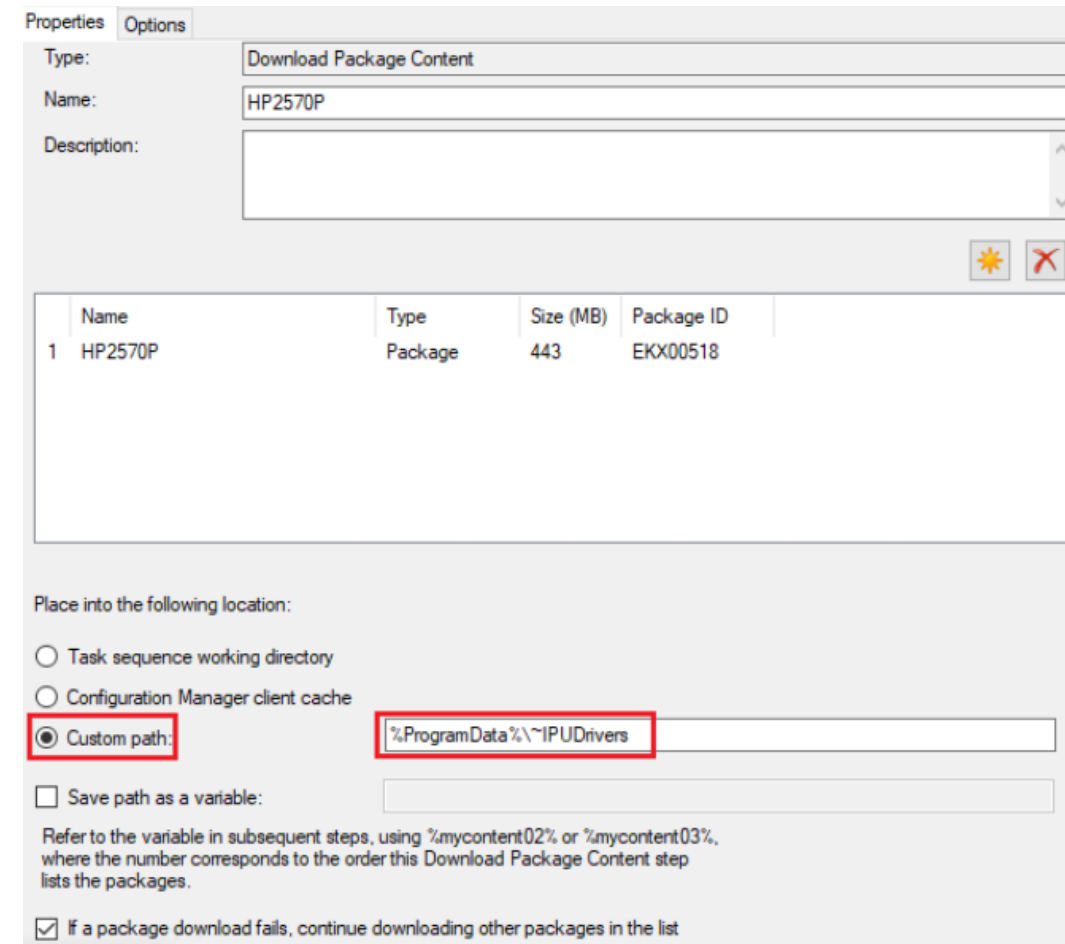 Properties Options
Type: Download Package Content
Name: HP2570P
Description:
Name Type Size (MB) Package ID
1 HP2570P Package 443 EKX00518
Place into the following location:
Task sequence working directory
Configuration Manager client cache
Custom path: %ProgramData%\~IPUDrivers
Save path as a variable:
Refer to the variable in subsequent steps, using %mycontent02% or %mycontent03%,
where the number corresponds to the order this Download Package Content step
lists the packages.
If a package download fails, continue downloading other packages in the list